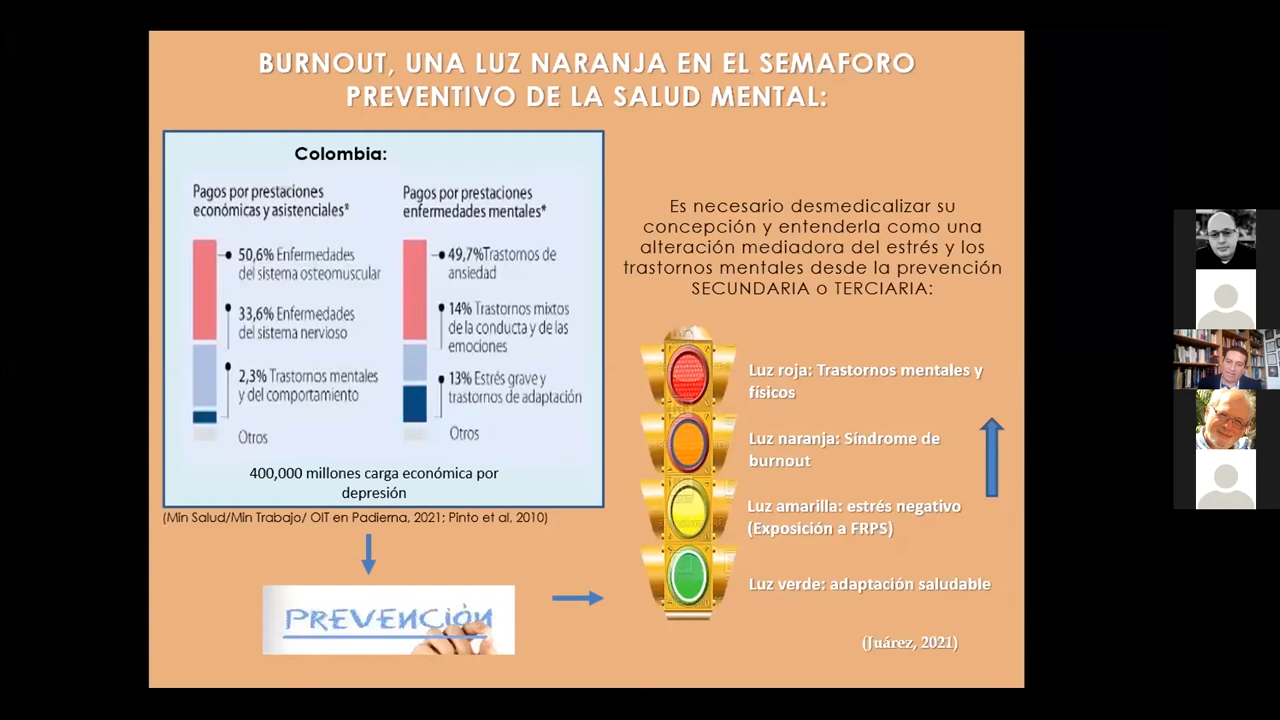 BURNOUT, UNA LUZ NARANJA EN EL SEMAFORO
PREVENTIVO DE LA SALUD MENTAL:
Colombia:
Pagos por prestaciones
económicas y asistenciales*
50,6% Enfermedades
del sistema osteomuscular
33,6% Enfermedades
del sistema nervioso
2,3% Trastornos mentales
y del comportamiento
Otros
Pagos por prestaciones
enfermedades mentales*
49,7%Trastornos de
ansiedad
14% Trastornos mixtos
de la conducta y de las
emociones
13% Estrés grave y
trastornos de adaptación
Otros
400,000 millones carga económica por
depresión
(Min Salud/Min Trabajo/ OIT en Padierna, 2021; Pinto et al, 2010)
PREVENCIÓN
Es necesario desmedicalizar su
concepción y entenderla como una
alteración mediadora del estrés y los
trastornos mentales desde la prevención
SECUNDARIA o TERCIARIA:
Luz roja: Trastornos mentales y
físicos
Luz naranja: Síndrome de
burnout
Luz amarilla: estrés negativo
(Exposición a FRPS)
Luz verde: adaptación saludable
(Juárez, 2021)